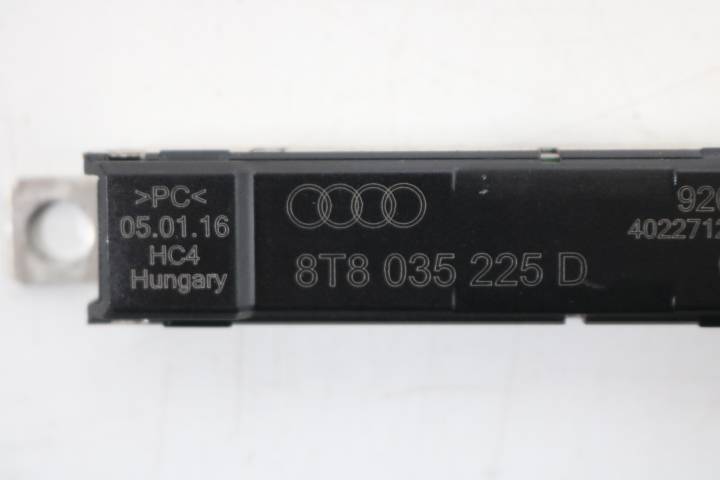 >PC<
05.01.16
HC4
Hungary
8T8 035 225 D